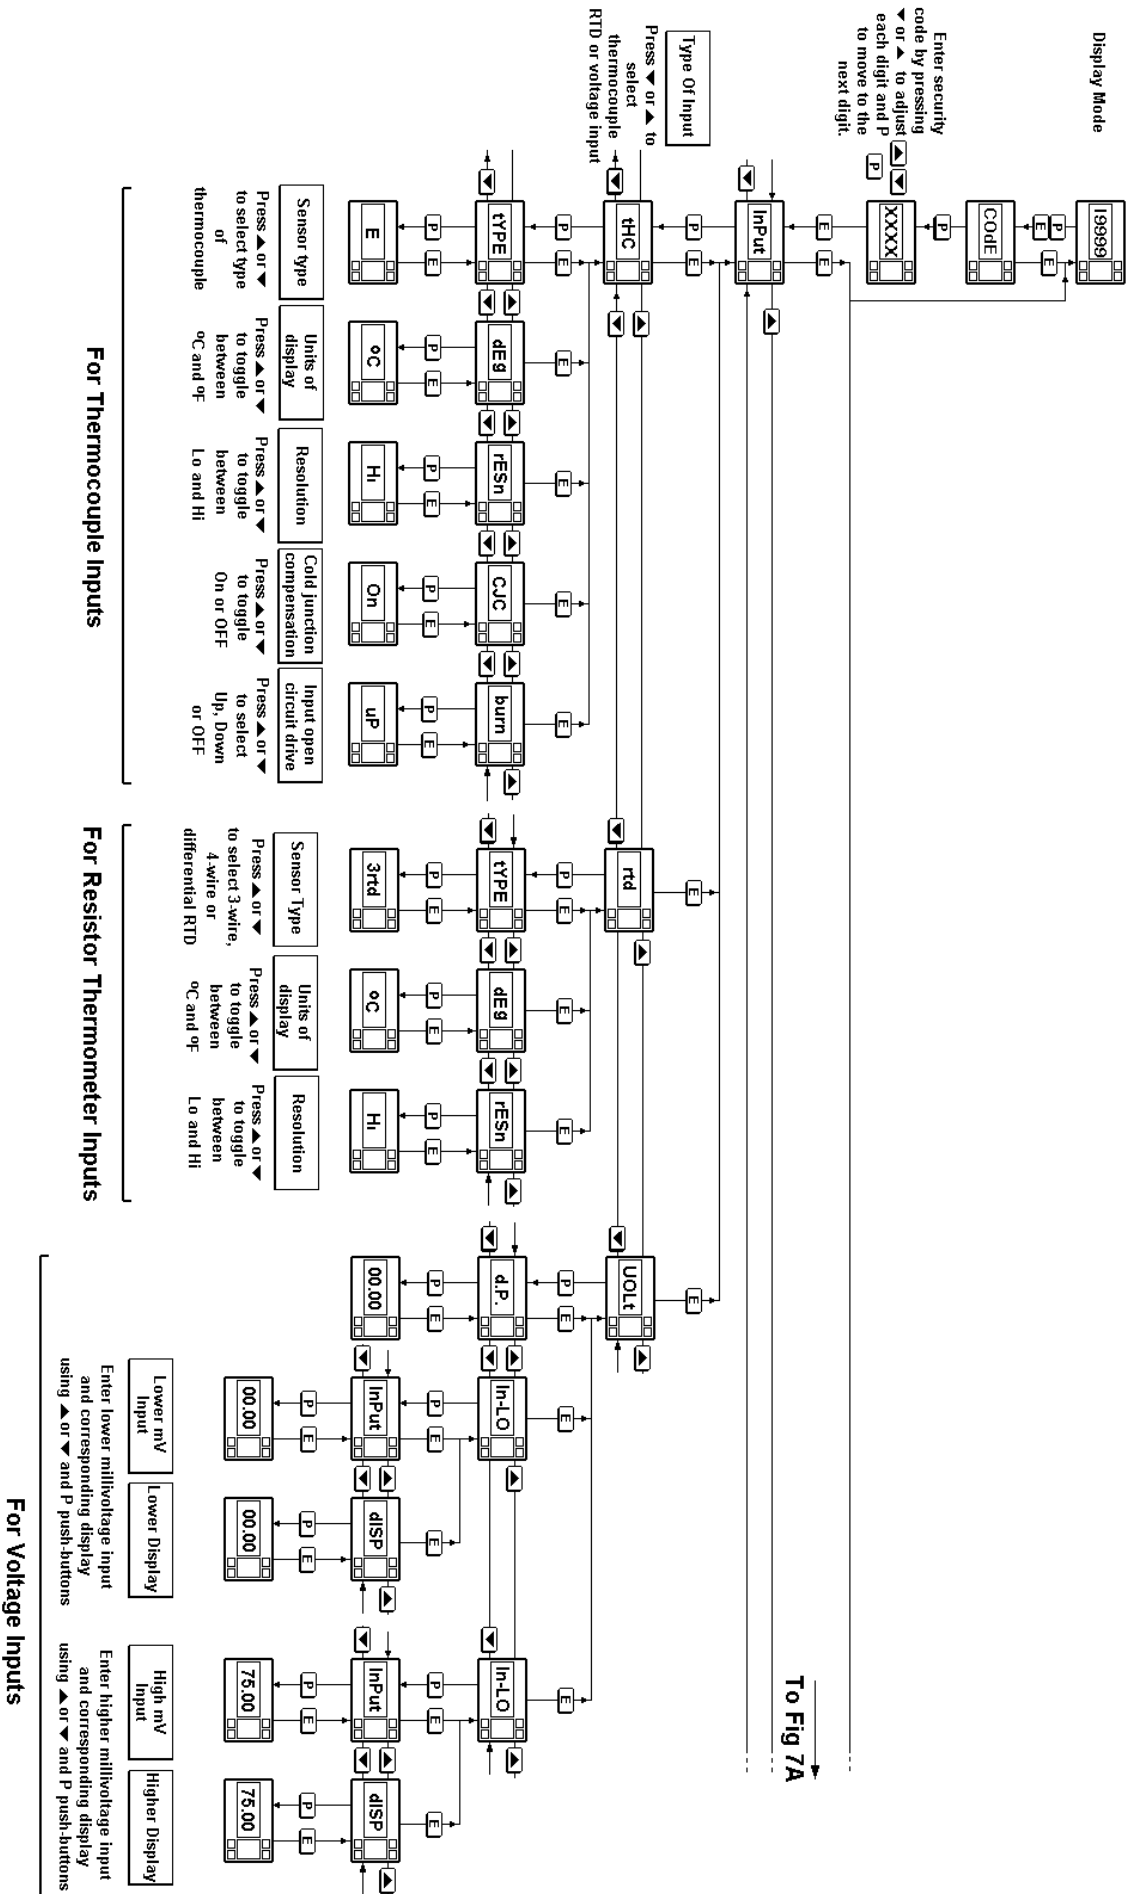 Display Mode
19999
P
E
E
COdE
P
Enter security
code by pressing
▼ or ▲ to adjust
each digit and P
to move to the
next digit.
▲
▼
P
XXXX
E
E
InPut
▼
▲
To Fig 7A
Type Of Input
Press ▼ or ▲ to
select
thermocouple
RTD or voltage input
P
E
E
E
▼
tHC
▲
▼
▼
rtd
▲
▼
UOLt
▲
P
E
E
E
E
E
P
E
E
E
P
E
E
E
▼
tYPE
▲
▼
dEg
▲
▼
rESn
▲
▼
CJC
▲
▼
burn
▲
▼
tYPE
▲
▼
dEg
▲
▼
rESn
▲
▼
d.P.
▲
▼
In-LO
▲
▼
In-LO
▲
P
E
P
E
P
E
P
E
P
E
P
E
P
E
P
E
P
E
P
E
E
P
E
E
E
ºC
HI
On
uP
3rtd
ºC
HI
00.00
▼
InPut
▲
▼
dISP
▲
▼
InPut
▲
▼
dISP
▲
P
E
P
E
P
E
P
E
00.00
00.00
75.00
75.00
Sensor type
Press ▲ or ▼
to select type
of
thermocouple
Units of
display
Press ▲ or ▼
to toggle
between
ºC and ºF
Resolution
Press ▲ or ▼
to toggle
between
Lo and Hi
Cold junction
compensation
Press ▲ or ▼
to toggle
On or OFF
Input open
circuit drive
Press ▲ or ▼
to select
Up, Down
or OFF
For Thermocouple Inputs
Sensor Type
Press ▲ or ▼
to select 3-wire,
4-wire or
differential RTD
Units of
display
Press ▲ or ▼
to toggle
between
ºC and ºF
Resolution
Press ▲ or ▼
to toggle
between
Lo and Hi
For Resistor Thermometer Inputs
Lower mV
Input
Lower Display
Enter lower millivoltage input
and corresponding display
using ▲ or ▼ and P push-buttons
High mV
Input
Higher Display
Enter higher millivoltage input
and corresponding display
using ▲ or ▼ and P push-buttons
For Voltage Inputs